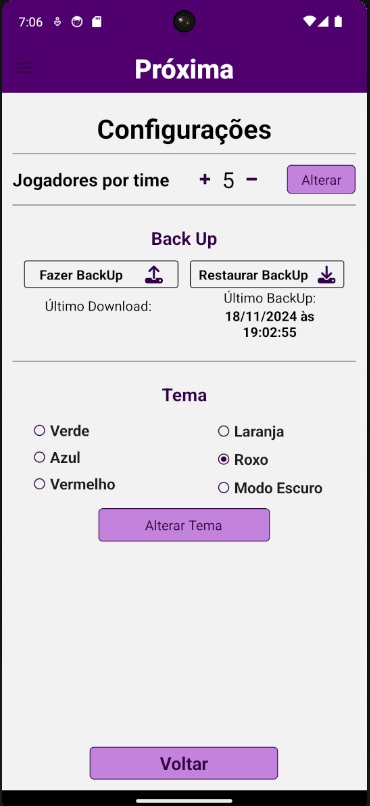 7:06
Próxima
Configurações
Jogadores por time + 5 - Alterar
Back Up
Fazer BackUp Restaurar BackUp
Último Download: Último BackUp:
18/11/2024 às
19:02:55
Tema
Verde Laranja
Azul Roxo
Vermelho Modo Escuro
Alterar Tema
Voltar